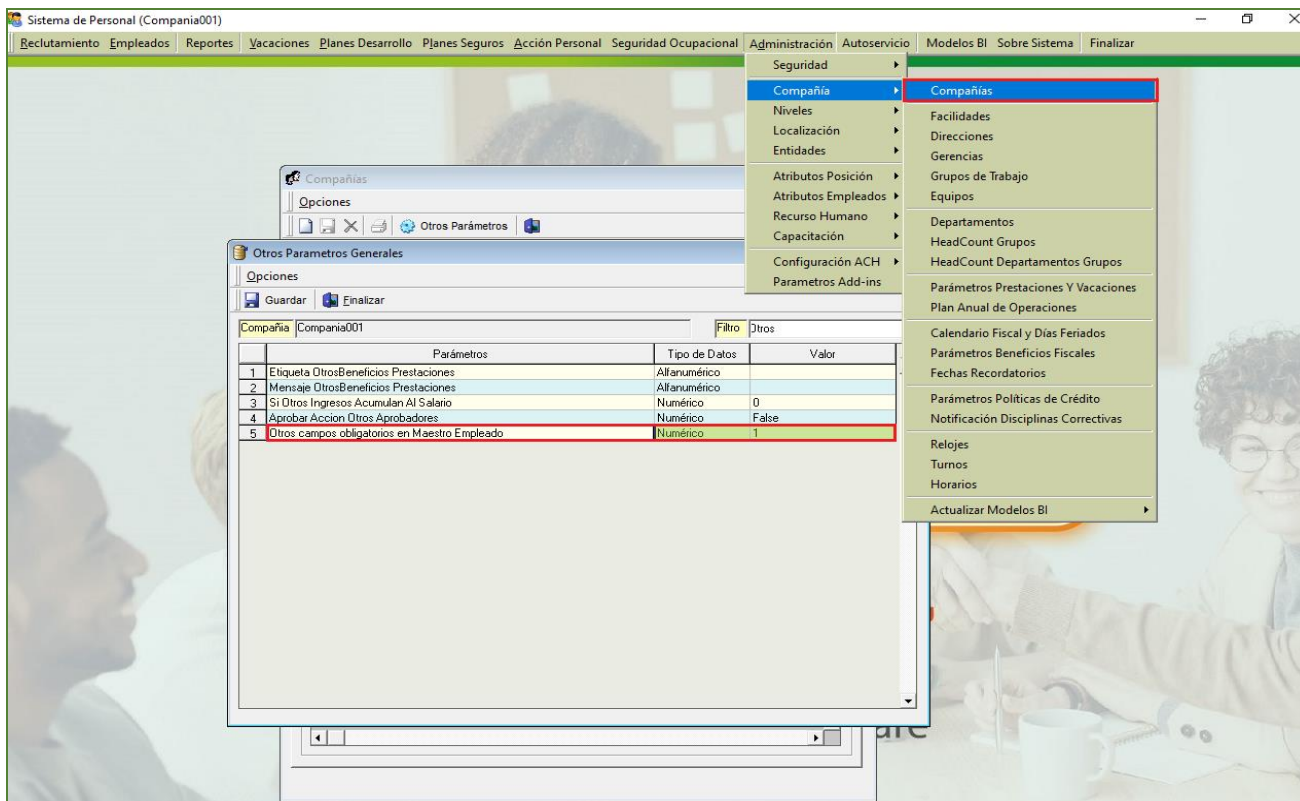 Sistema de Personal (Compania001)
Reclutamiento Empleados Reportes Vacaciones Planes Desarrollo Planes Seguros Acción Personal Seguridad Ocupacional Administración Autoservicio Modelos BI Sobre Sistema Finalizar
Seguridad
Compañía
Niveles
Localización
Entidades
Atributos Posición
Atributos Empleados
Recurso Humano
Capacitación
Configuración ACH
Parametros Add-ins
Compañías
Facilidades
Direcciones
Gerencias
Grupos de Trabajo
Equipos
Departamentos
HeadCount Grupos
HeadCount Departamentos Grupos
Parámetros Prestaciones Y Vacaciones
Plan Anual de Operaciones
Calendario Fiscal y Días Feriados
Parámetros Beneficios Fiscales
Fechas Recordatorios
Parámetros Políticas de Crédito
Notificación Disciplinas Correctivas
Relojes
Turnos
Horarios
Actualizar Modelos BI
Compañías
Opciones
Otros Parámetros
Otros Parametros Generales
Opciones
Guardar Finalizar
Compañia Compania001 Filtro Otros
Parámetros Tipo de Datos Valor
1 Etiqueta OtrosBeneficios Prestaciones Alfanumérico
2 Mensaje OtrosBeneficios Prestaciones Alfanumérico
3 Si Otros Ingresos Acumulan Al Salario Numérico 0
4 Aprobar Accion Otros Aprobadores Numérico False
5 Otros campos obligatorios en Maestro Empleado Numérico 1